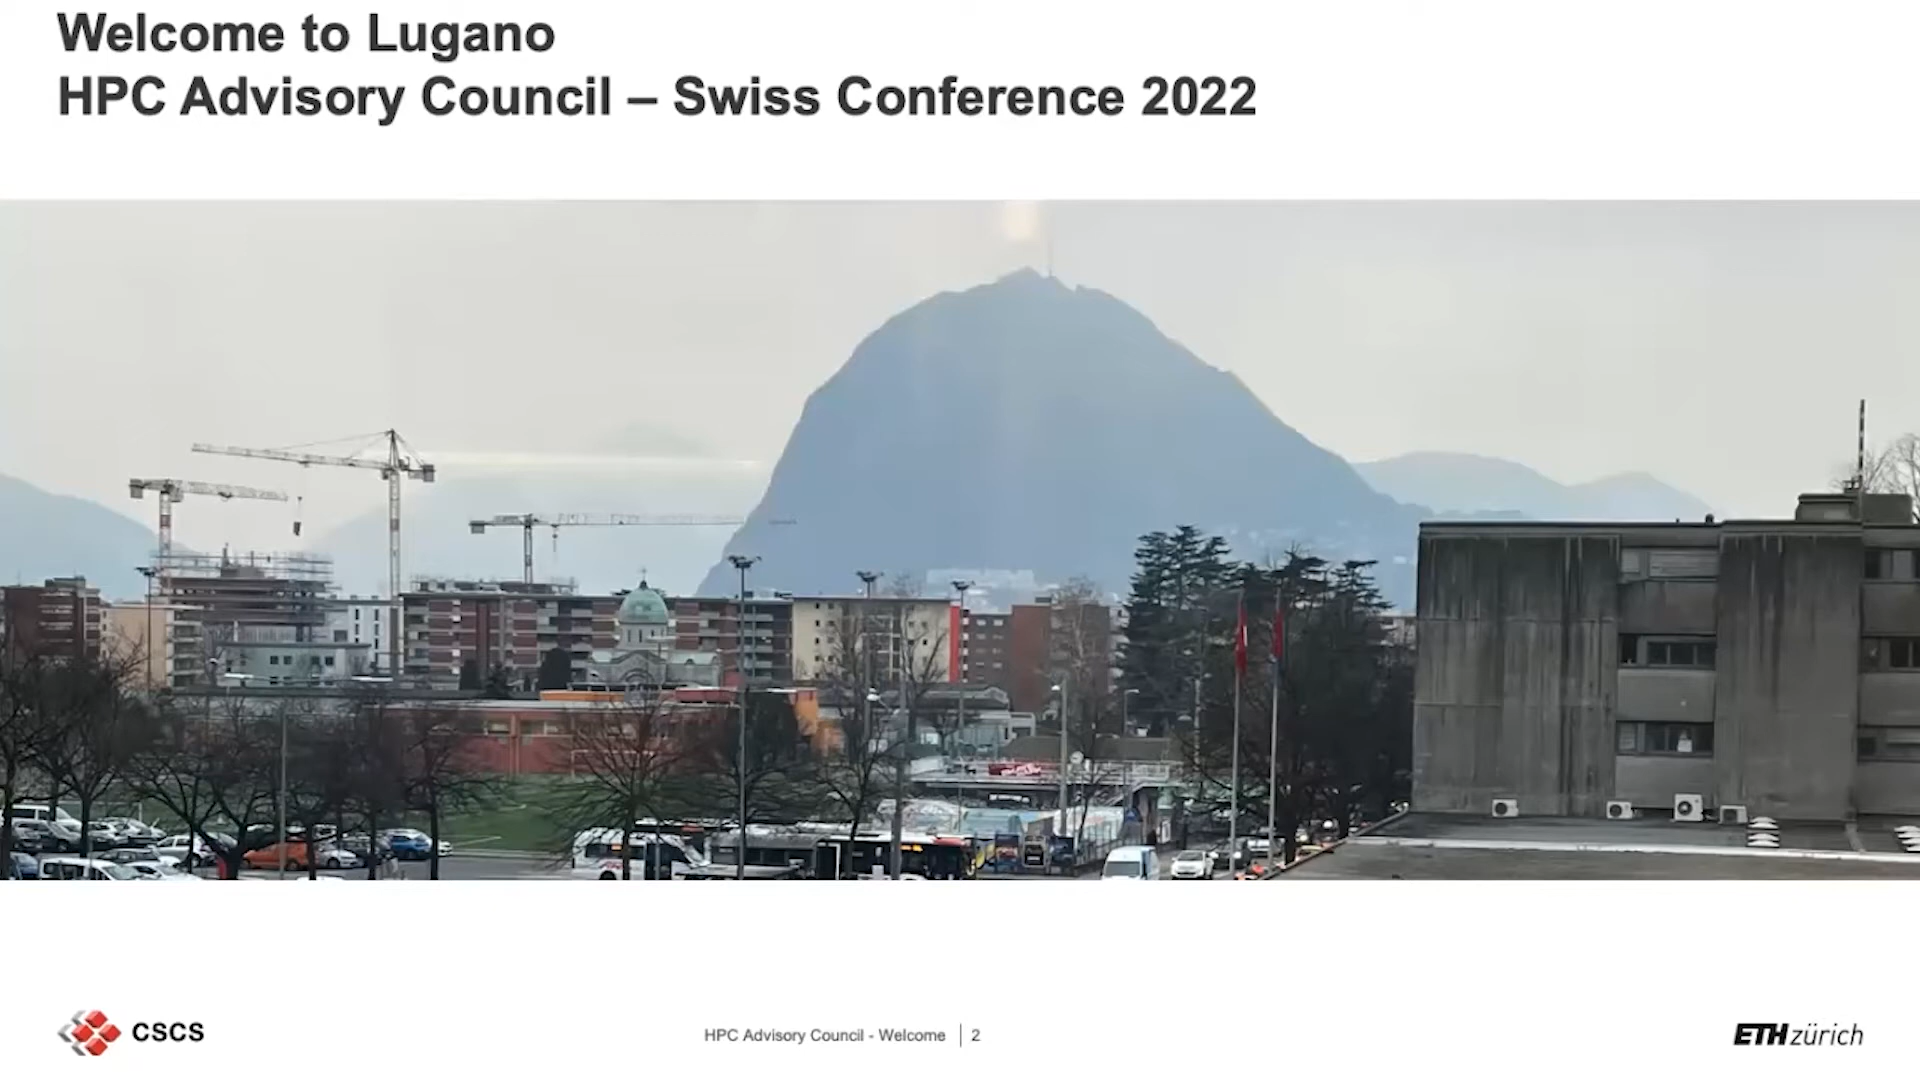 Welcome to Lugano
HPC Advisory Council – Swiss Conference 2022
CSCS
HPC Advisory Council - Welcome | 2
ETH zürich